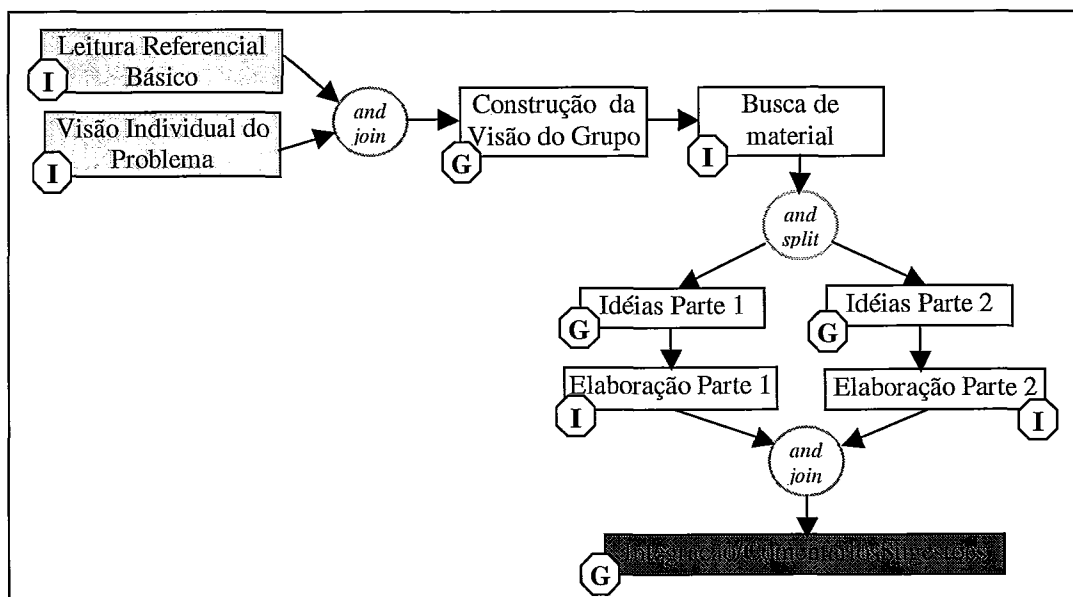 Leitura Referencial
Básico
I
Visão Individual do
Problema
I
and
join
Construção da
Visão do Grupo
G
Busca de
material
I
and
split
Idéias Parte 1
G
Idéias Parte 2
G
Elaboração Parte 1
I
Elaboração Parte 2
I
and
join
G